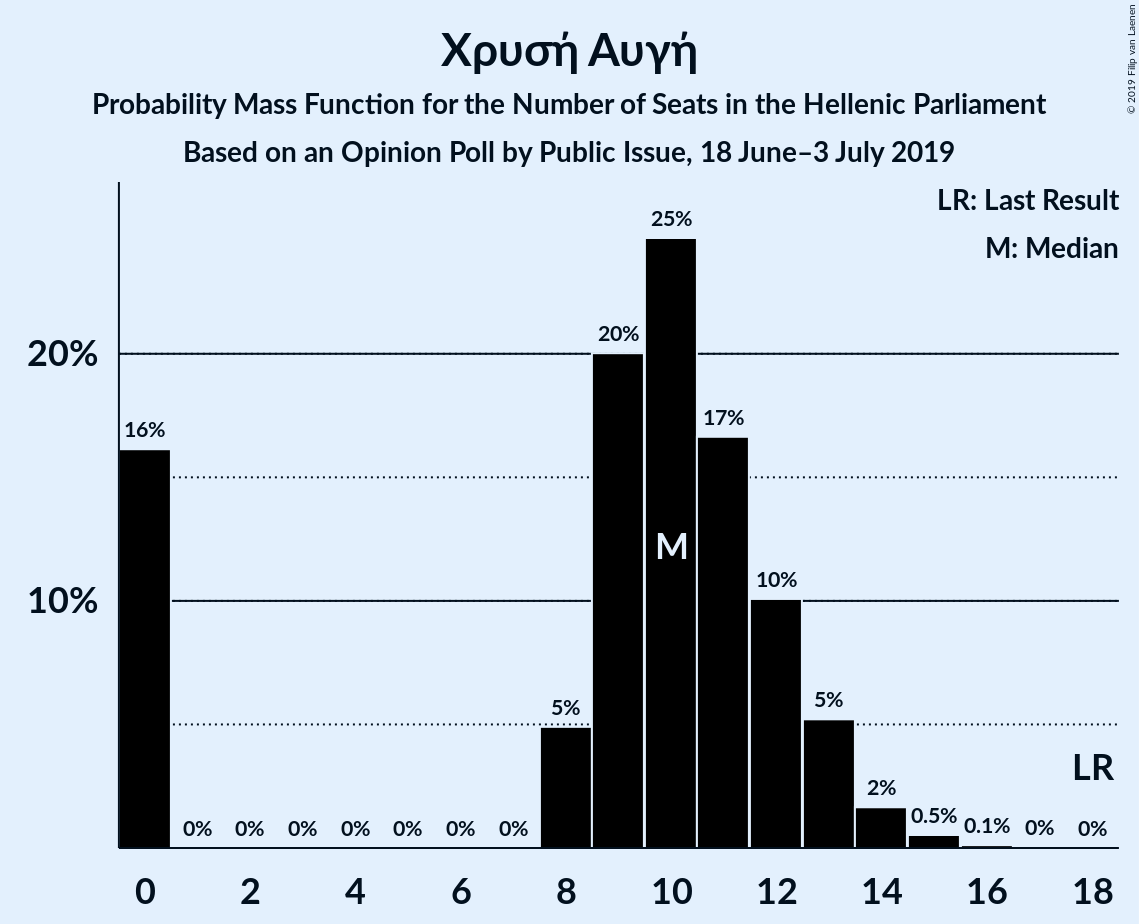 Χρυσή Αυγή
Probability Mass Function for the Number of Seats in the Hellenic Parliament
Based on an Opinion Poll by Public Issue, 18 June–3 July 2019
© 2019 Filip van Laenen
LR: Last Result
M: Median
25%
20%
20%
17%
16%
M
10%
10%
5%
5%
LR
2%
0.5%
0.1%
0%
0%
0%
0%
0%
0%
0%
0%
0%
0 2 4 6 8 10 12 14 16 18